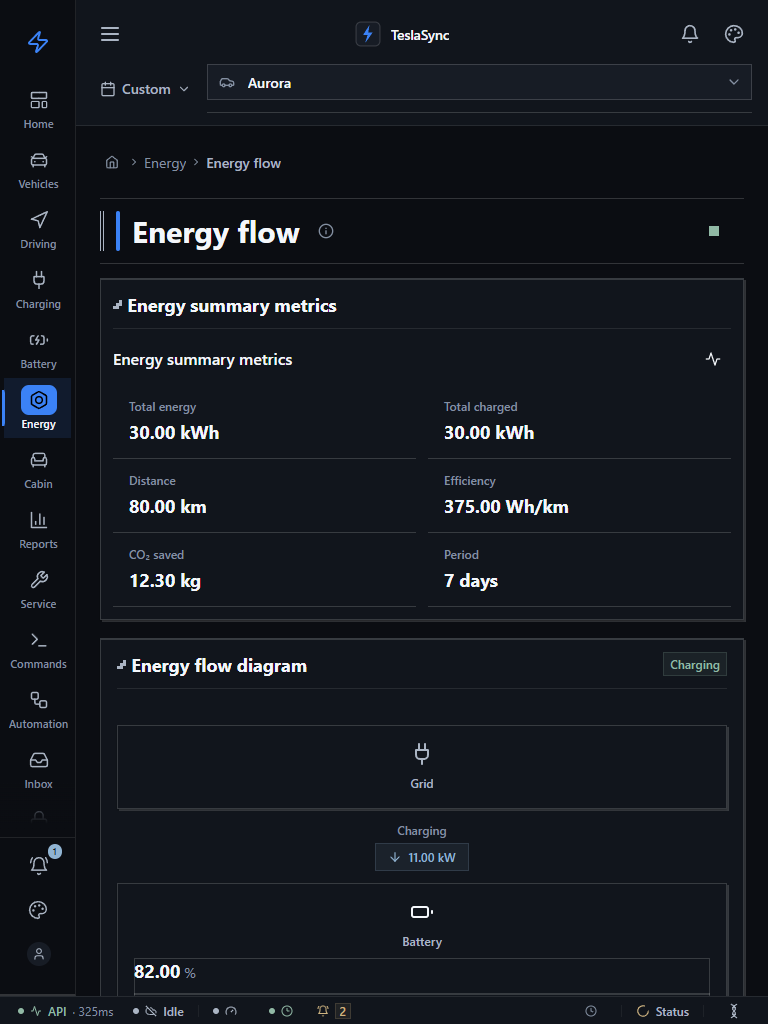 TeslaSync
Custom
Aurora
Home
Vehicles
Driving
Charging
Battery
Energy
Cabin
Reports
Service
Commands
Automation
Inbox
1
Energy
Energy flow
Energy flow
Energy summary metrics
Energy summary metrics
Total energy
30.00 kWh
Total charged
30.00 kWh
Distance
80.00 km
Efficiency
375.00 Wh/km
CO₂ saved
12.30 kg
Period
7 days
Energy flow diagram
Charging
Grid
Charging
11.00 kW
Battery
82.00 %
API · 325ms
Idle
2
Status